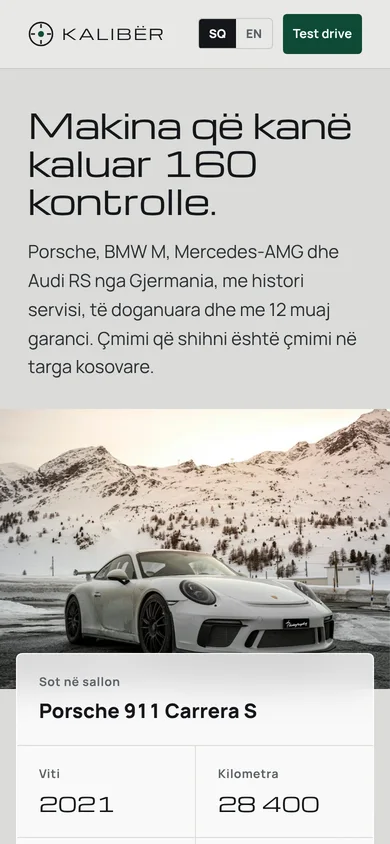 KALIBËR
SQ
EN
Test drive
Makina që kanë
kaluar 160
kontrolle.
Porsche, BMW M, Mercedes-AMG dhe
Audi RS nga Gjermania, me histori
servisi, të doganuara dhe me 12 muaj
garanci. Çmimi që shihni është çmimi në
targa kosovare.
Sot në sallon
Porsche 911 Carrera S
Viti
Kilometra
2021
28 400